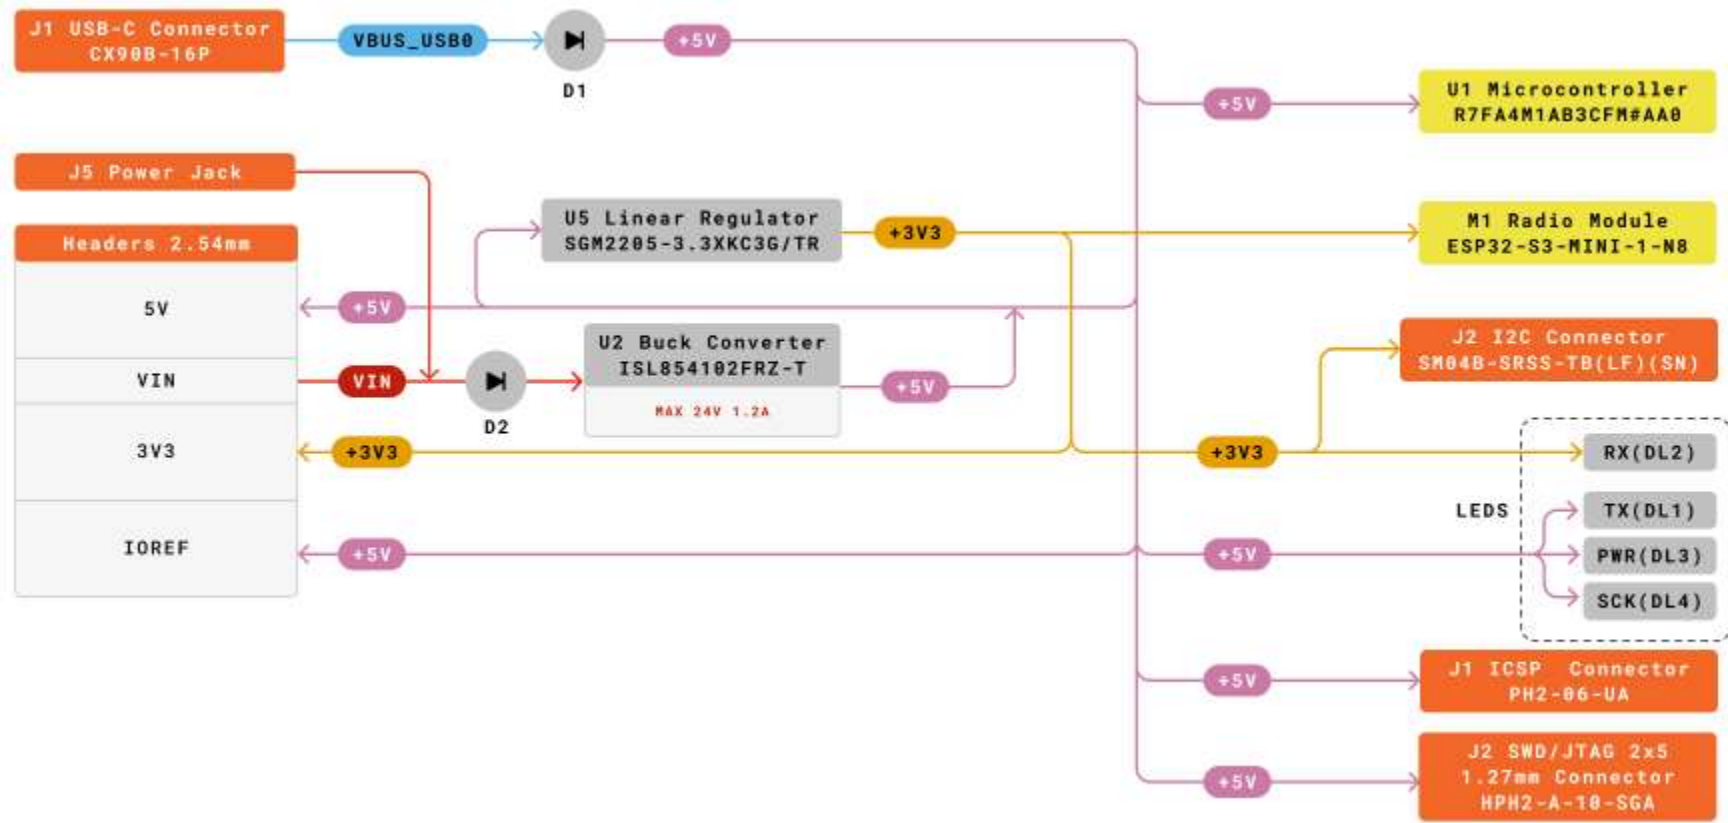 J1 USB-C Connector
CX90B-16P
VBUS_USB0
D1
+5V
+5V
U1 Microcontroller
R7FA4M1AB3CFM#AA0
J5 Power Jack
Headers 2.54mm
U5 Linear Regulator
SGM2205-3.3XKC3G/TR
+3V3
M1 Radio Module
ESP32-S3-MINI-1-N8
5V
+5V
U2 Buck Converter
ISL854102FRZ-T
MAX 24V 1.2A
+5V
J2 I2C Connector
SM04B-SRSS-TB(LF)(SN)
VIN
VIN
D2
3V3
+3V3
+3V3
LEDS
RX(DL2)
TX(DL1)
PWR(DL3)
SCK(DL4)
IOREF
+5V
+5V
+5V
J1 ICSP Connector
PH2-06-UA
+5V
J2 SWD/JTAG 2x5
1.27mm Connector
HPH2-A-10-SGA